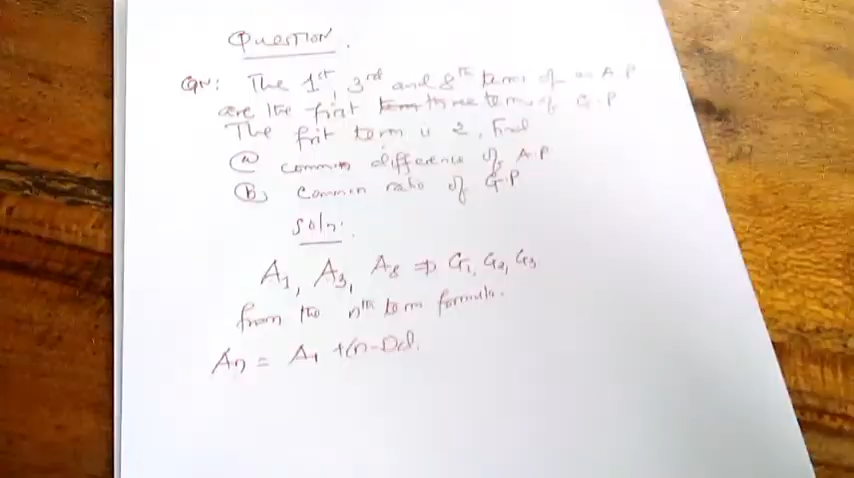 QUESTION.
QN: The 1st, 3rd and 8th terms of an A.P
are the first three terms of G.P
The first term is 2, Find
(a) common difference of A.P
(b) common ratio of G.P
Soln.
A1, A3, A8 ⇒ G1, G2, G3
from the nth term formula.
An = A1 + (n-1)d.